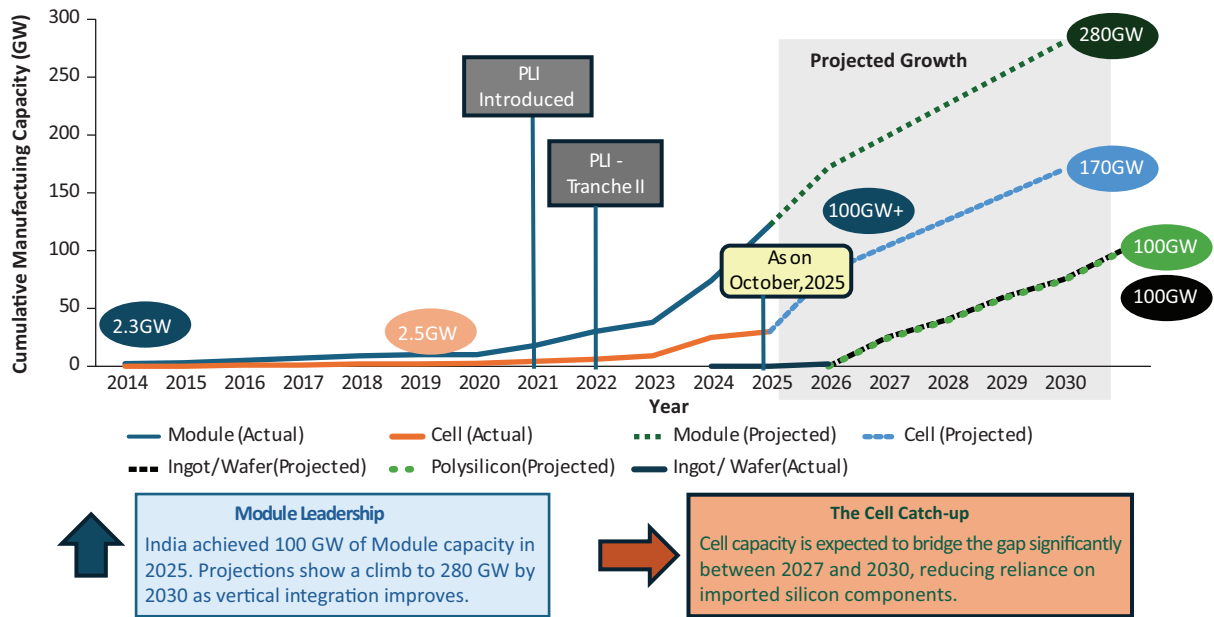 Cumulative Manufactuing Capacity (GW)
300
250
200
150
100
50
0
PLI
Introduced
PLI -
Tranche II
Projected Growth
280GW
170GW
100GW+
As on
October,2025
100GW
100GW
2.3GW
2.5GW
2014 2015 2016 2017 2018 2019 2020 2021 2022 2023 2024 2025 2026 2027 2028 2029 2030
Year
Module (Actual) Cell (Actual) Module (Projected) Cell (Projected)
Ingot/Wafer(Projected) Polysilicon(Projected) Ingot/ Wafer(Actual)
Module Leadership
India achieved 100 GW of Module capacity in
2025. Projections show a climb to 280 GW by
2030 as vertical integration improves.
The Cell Catch-up
Cell capacity is expected to bridge the gap significantly
between 2027 and 2030, reducing reliance on
imported silicon components.